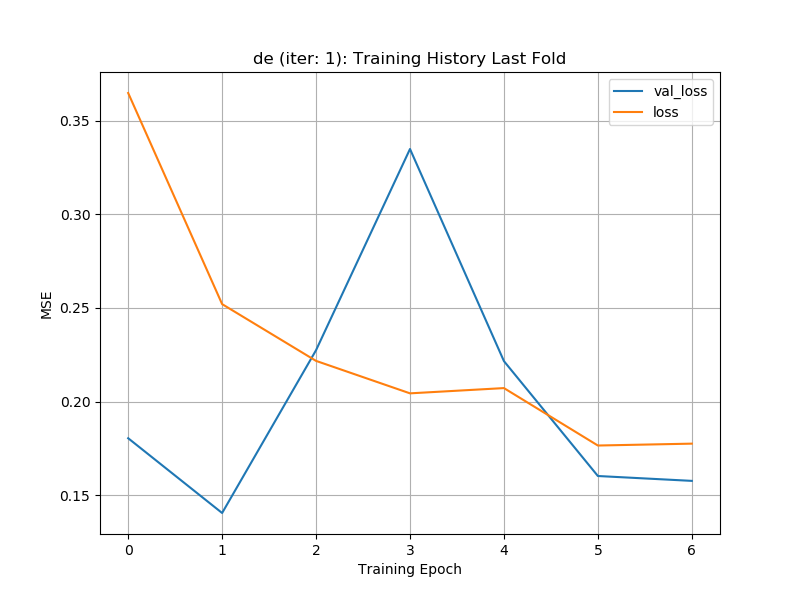 de (iter: 1): Training History Last Fold
val_loss
loss
MSE
0.35
0.30
0.25
0.20
0.15
0 1 2 3 4 5 6
Training Epoch